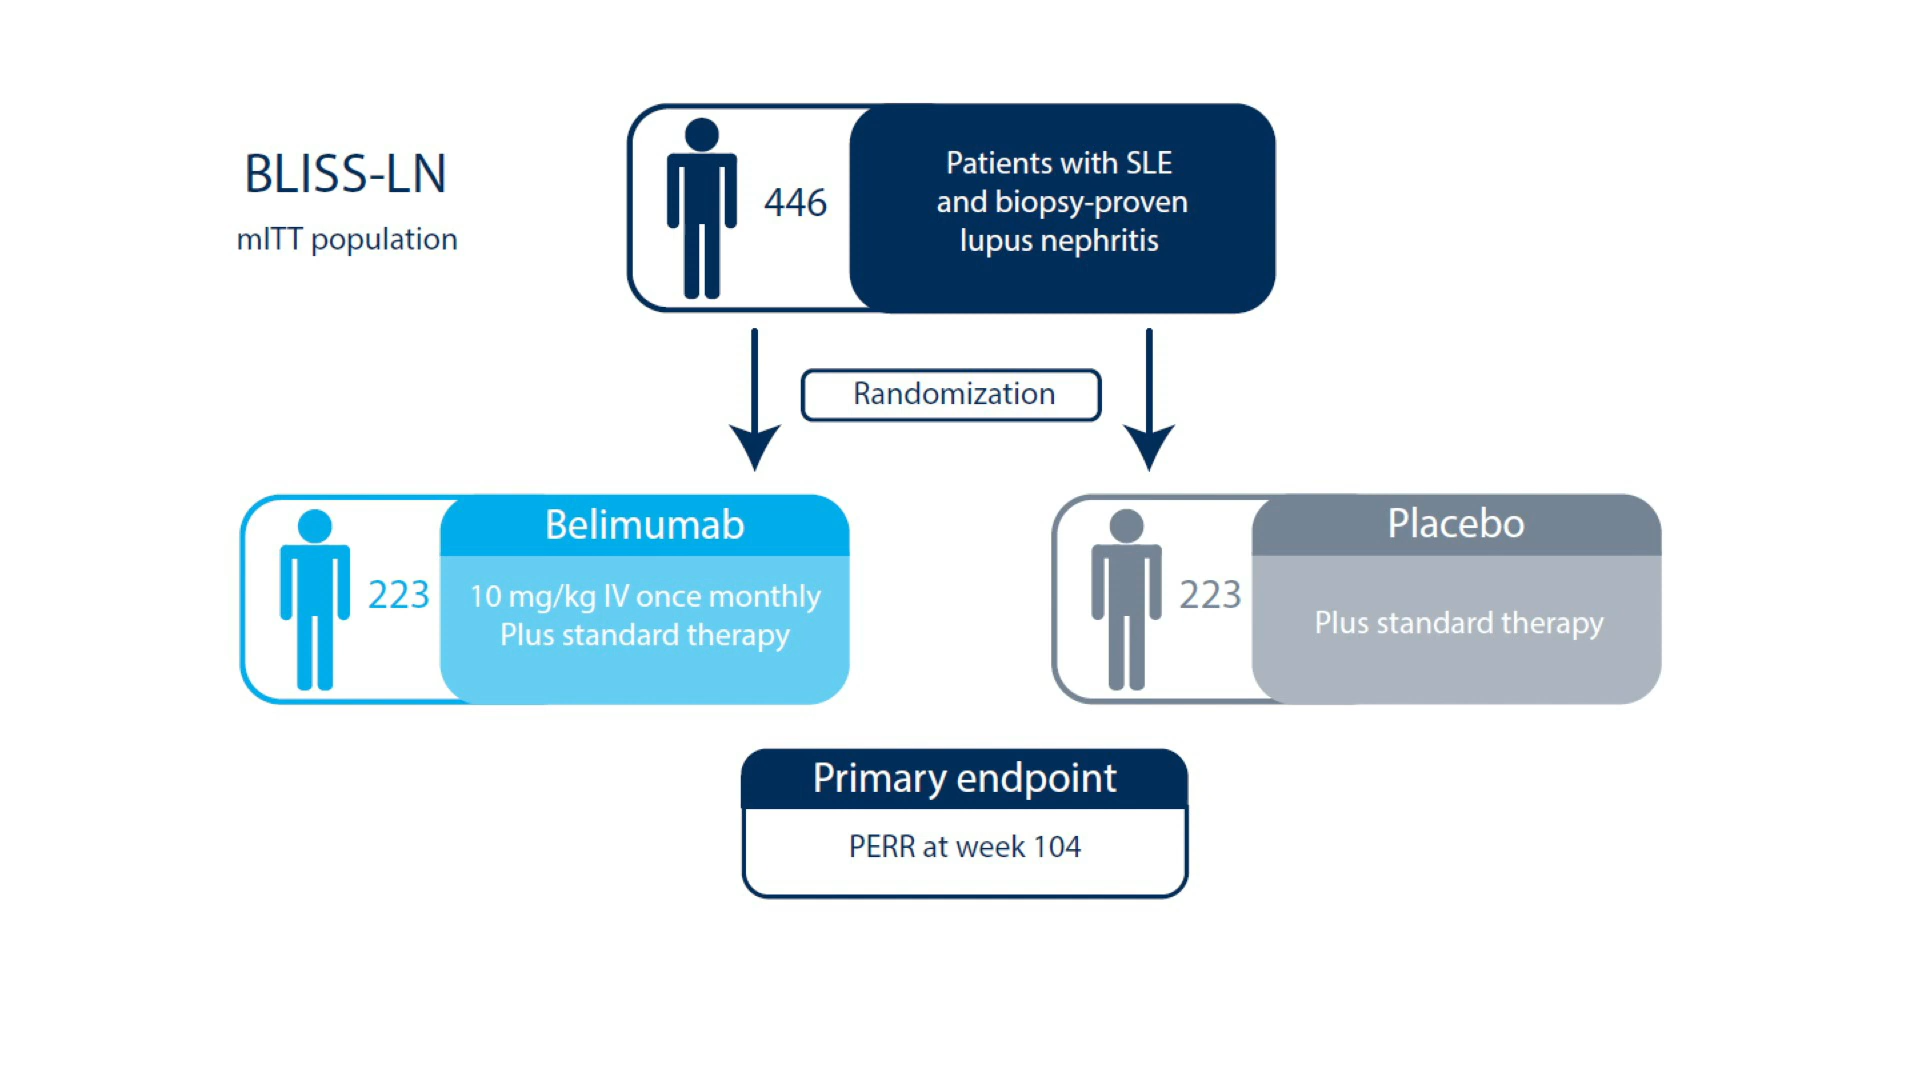 BLISS-LN
mITT population
446
Patients with SLE
and biopsy-proven
lupus nephritis
Randomization
Belimumab
223
10 mg/kg IV once monthly
Plus standard therapy
Placebo
223
Plus standard therapy
Primary endpoint
PERR at week 104